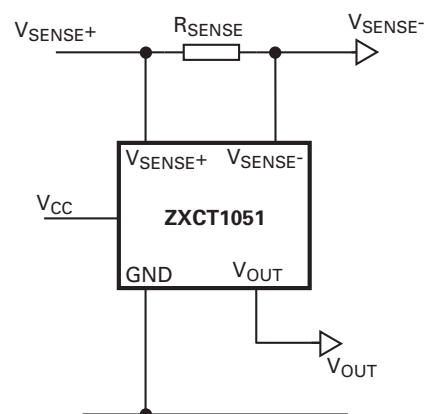 VSENSE+
RSENSE
VSENSE-
VSENSE+
VSENSE-
VCC
ZXCT1051
GND
VOUT
VOUT